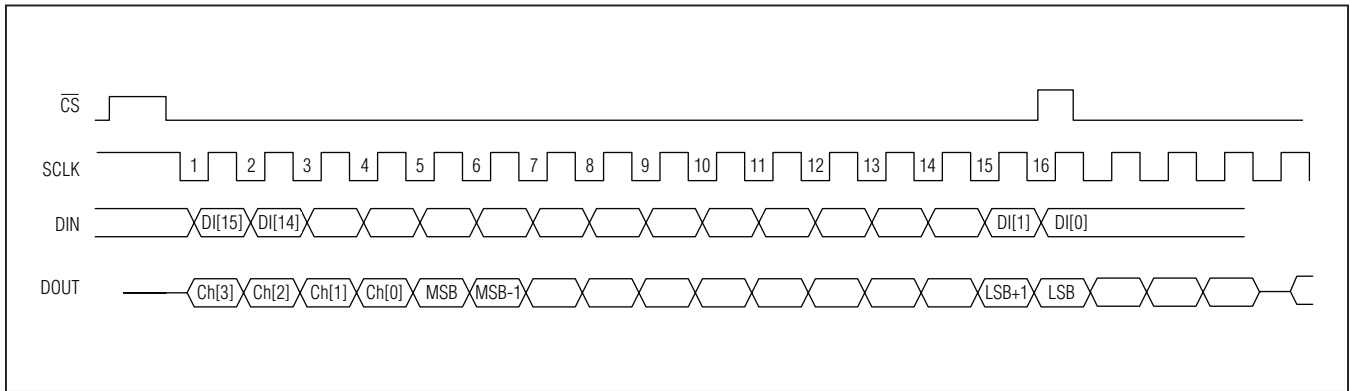 CS
SCLK 1 2 3 4 5 6 7 8 9 10 11 12 13 14 15 16
DIN DI[15] DI[14] DI[1] DI[0]
DOUT Ch[3] Ch[2] Ch[1] Ch[0] MSB MSB-1 LSB+1 LSB